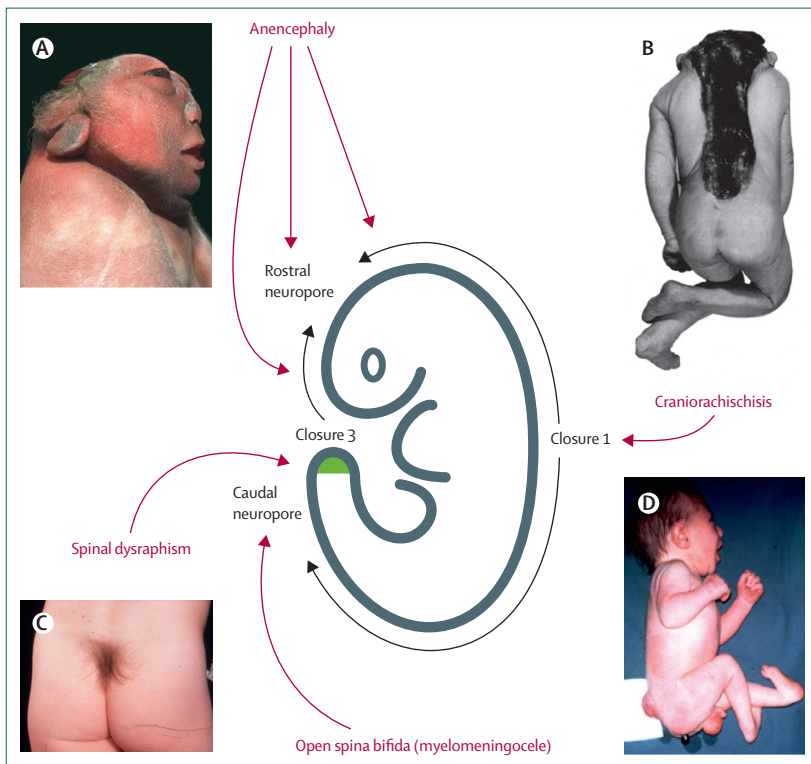 Anencephaly
A
B
Rostral
neuropore
Craniorachischisis
Closure 3
Closure 1
Caudal
neuropore
D
Spinal dysraphism
C
Open spina bifida (myelomeningocele)